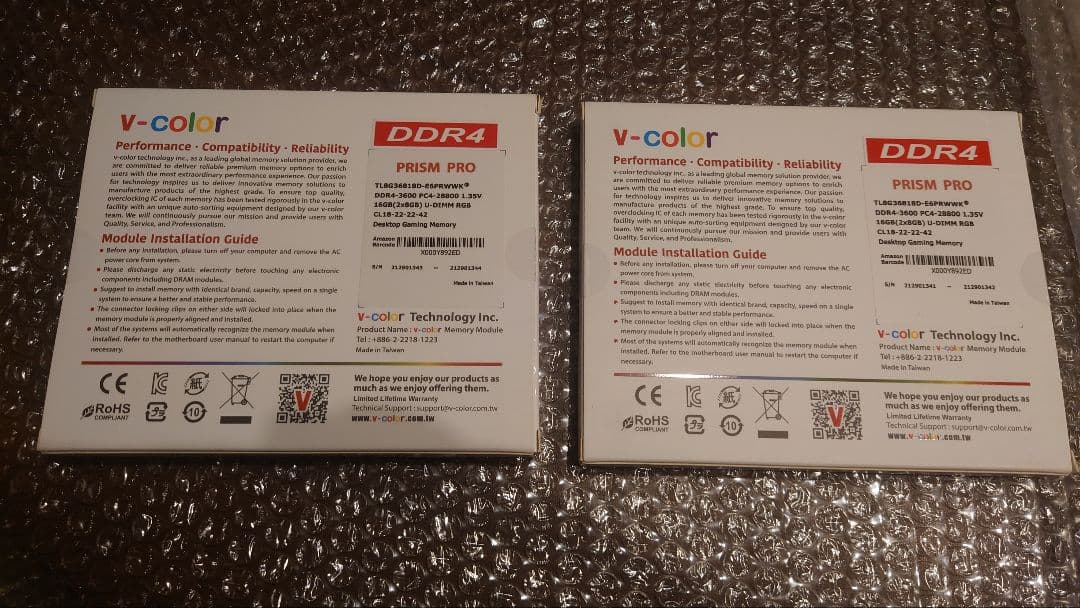 v-color
Performance · Compatibility · Reliability
v-color technology inc., as a leading global memory solution provider, we
are committed to deliver reliable premium memory options to enrich
users with the most extraordinary performance experience. Our passion
for technology inspires us to deliver innovative memory solutions to
manufacture products of the highest grade. To ensure top quality,
overclocking IC of each memory has been tested rigorously in the v-color
facility with an unique auto-sorting equipment designed by our v-color
team. We will continuously pursue our mission and provide users with
Quality, Service, and Professionalism.
Module Installation Guide
• Before any installation, please turn off your computer and remove the AC
power core from system.
• Please discharge any static electricity before touching any electronic
components including DRAM modules.
• Suggest to install memory with identical brand, capacity, speed on a single
system to ensure a better and stable performance.
• The connector locking clips on either side will locked into place when the
memory module is properly aligned and installed.
• Most of the systems will automatically recognize the memory module when
installed. Refer to the motherboard user manual to restart the computer if
necessary.
DDR4
PRISM PRO
TL8G36818D-E6PRWWK®
DDR4-3600 PC4-28800 1.35V
16GB(2x8GB) U-DIMM RGB
CL18-22-22-42
Desktop Gaming Memory
Amazon
Barcode
X000Y892ED
S/N 212901343 – 212901344
Made in Taiwan
v-color Technology Inc.
Product Name : v-color Memory Module
Tel : +886-2-2218-1223
Made in Taiwan
CE
紙
RoHS
COMPLIANT
プラ
10
V
We hope you enjoy our products as
much as we enjoy offering them.
Limited Lifetime Warranty
Technical Support : support@v-color.com.tw
www.v-color.com.tw
v-color
Performance · Compatibility · Reliability
v-color technology inc., as a leading global memory solution provider, we
are committed to deliver reliable premium memory options to enrich
users with the most extraordinary performance experience. Our passion
for technology inspires us to deliver innovative memory solutions to
manufacture products of the highest grade. To ensure top quality,
overclocking IC of each memory has been tested rigorously in the v-color
facility with an unique auto-sorting equipment designed by our v-color
team. We will continuously pursue our mission and provide users with
Quality, Service, and Professionalism.
Module Installation Guide
• Before any installation, please turn off your computer and remove the AC
power core from system.
• Please discharge any static electricity before touching any electronic
components including DRAM modules.
• Suggest to install memory with identical brand, capacity, speed on a single
system to ensure a better and stable performance.
• The connector locking clips on either side will locked into place when the
memory module is properly aligned and installed.
• Most of the systems will automatically recognize the memory module when
installed. Refer to the motherboard user manual to restart the computer if
necessary.
DDR4
PRISM PRO
TL8G36818D-E6PRWWK®
DDR4-3600 PC4-28800 1.35V
16GB(2x8GB) U-DIMM RGB
CL18-22-22-42
Desktop Gaming Memory
Amazon
Barcode
X000Y892ED
S/N 212901341 – 212901342
Made in Taiwan
v-color Technology Inc.
Product Name : v-color Memory Module
Tel : +886-2-2218-1223
Made in Taiwan
CE
紙
RoHS
COMPLIANT
プラ
10
V
We hope you enjoy our products as
much as we enjoy offering them.
Limited Lifetime Warranty
Technical Support : support@v-color.com.tw
www.v-color.com.tw